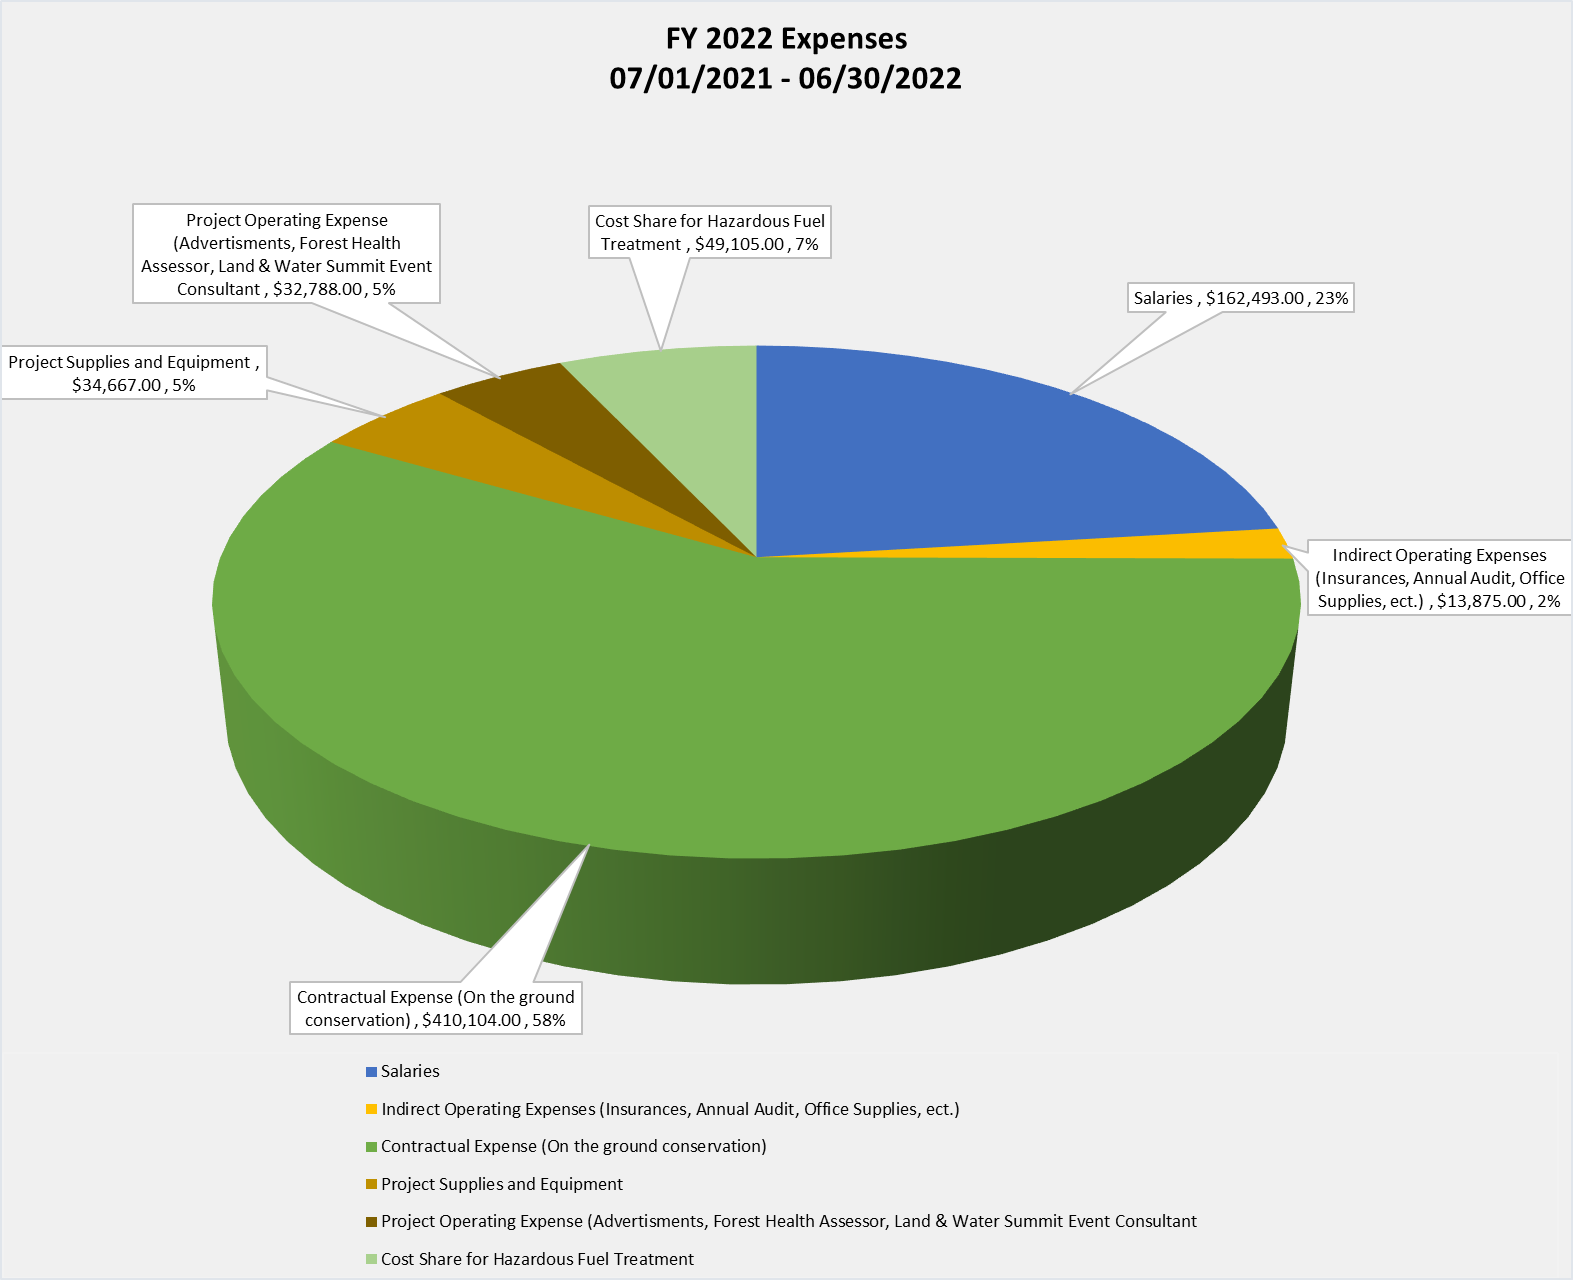 FY 2022 Expenses
07/01/2021 - 06/30/2022
Project Operating Expense
(Advertisments, Forest Health
Assessor, Land & Water Summit Event
Consultant , $32,788.00 , 5%
Cost Share for Hazardous Fuel
Treatment , $49,105.00 , 7%
Salaries , $162,493.00 , 23%
Project Supplies and Equipment ,
$34,667.00 , 5%
Indirect Operating Expenses
(Insurances, Annual Audit, Office
Supplies, ect.) , $13,875.00 , 2%
Contractual Expense (On the ground
conservation) , $410,104.00 , 58%
Salaries
Indirect Operating Expenses (Insurances, Annual Audit, Office Supplies, ect.)
Contractual Expense (On the ground conservation)
Project Supplies and Equipment
Project Operating Expense (Advertisments, Forest Health Assessor, Land & Water Summit Event Consultant
Cost Share for Hazardous Fuel Treatment